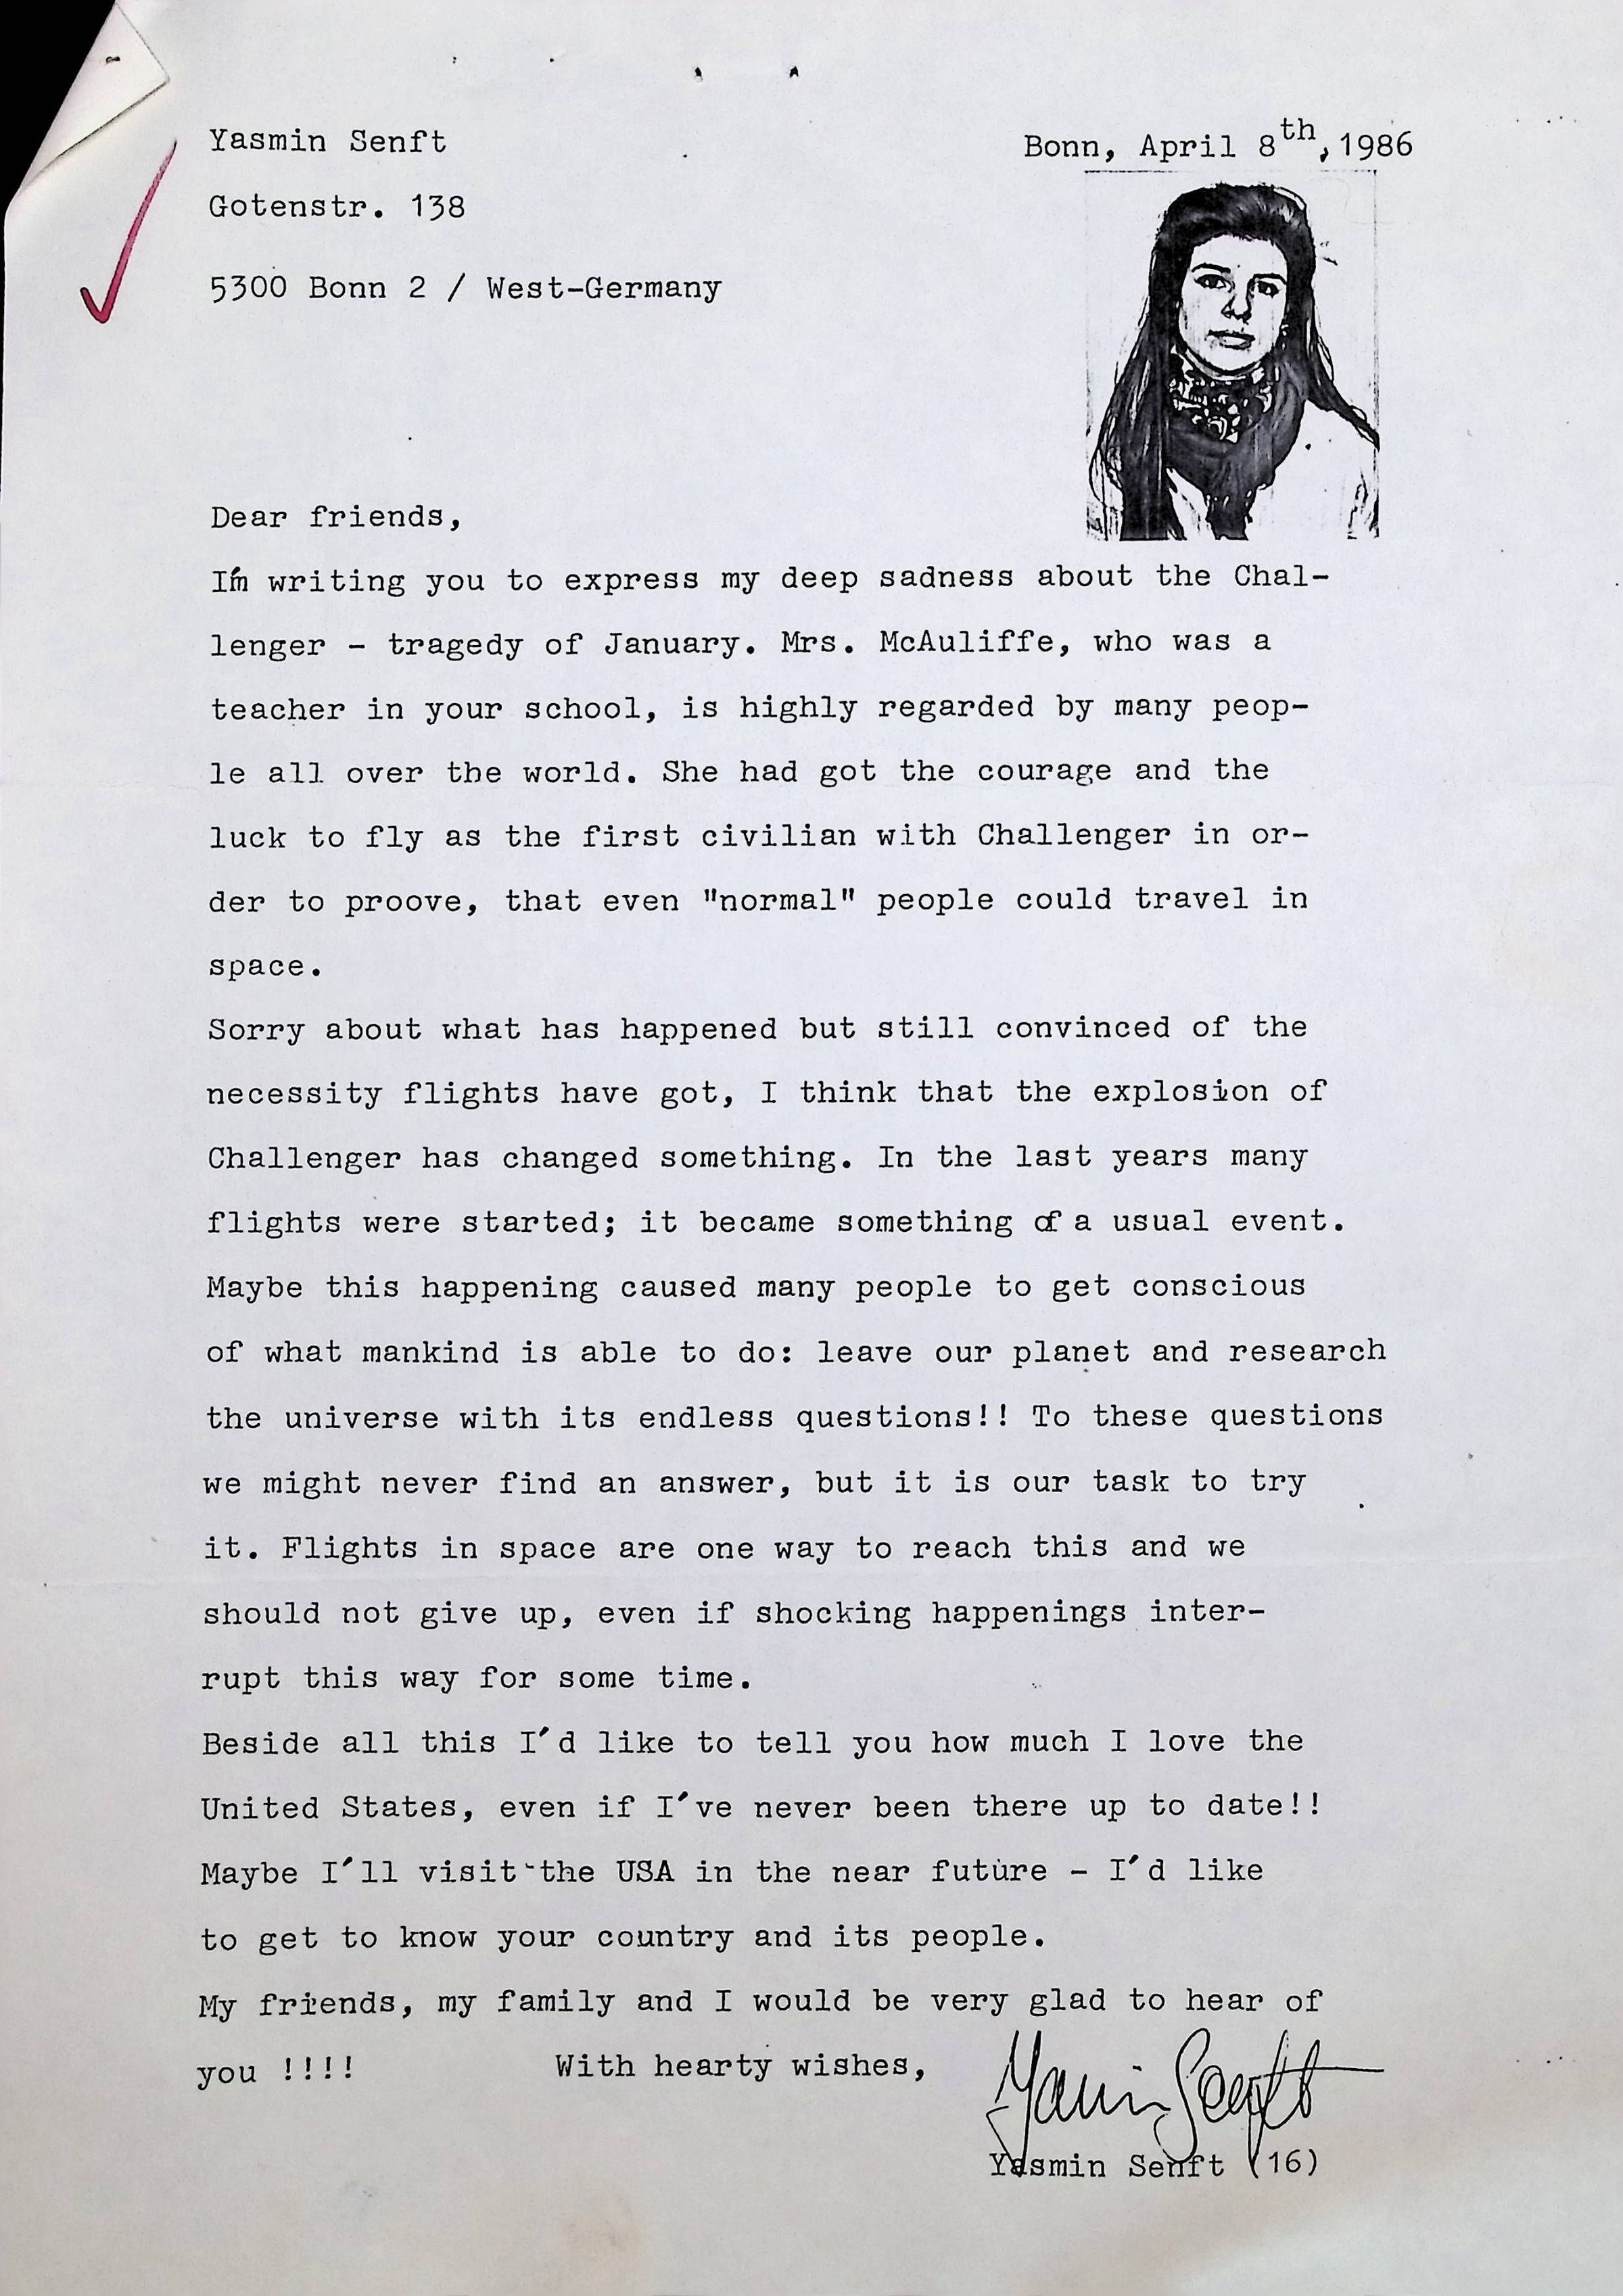 Yasmin Senft
Bonn, April 8th, 1986
Gotenstr. 138
5300 Bonn 2 / West-Germany
Dear friends,
I'm writing you to express my deep sadness about the Chal-
lenger - tragedy of January. Mrs. McAuliffe, who was a
teacher in your school, is highly regarded by many peop-
le all over the world. She had got the courage and the
luck to fly as the first civilian with Challenger in or-
der to proove, that even "normal" people could travel in
space.
Sorry about what has happened but still convinced of the
necessity flights have got, I think that the explosion of
Challenger has changed something. In the last years many
flights were started; it became something of a usual event.
Maybe this happening caused many people to get conscious
of what mankind is able to do: leave our planet and research
the universe with its endless questions!! To these questions
we might never find an answer, but it is our task to try
it. Flights in space are one way to reach this and we
should not give up, even if shocking happenings inter-
rupt this way for some time.
Beside all this I'd like to tell you how much I love the
United States, even if I've never been there up to date!!
Maybe I'll visit the USA in the near future - I'd like
to get to know your country and its people.
My friends, my family and I would be very glad to hear of
you !!!! With hearty wishes,
Yasmin Senft
Yasmin Senft (16)